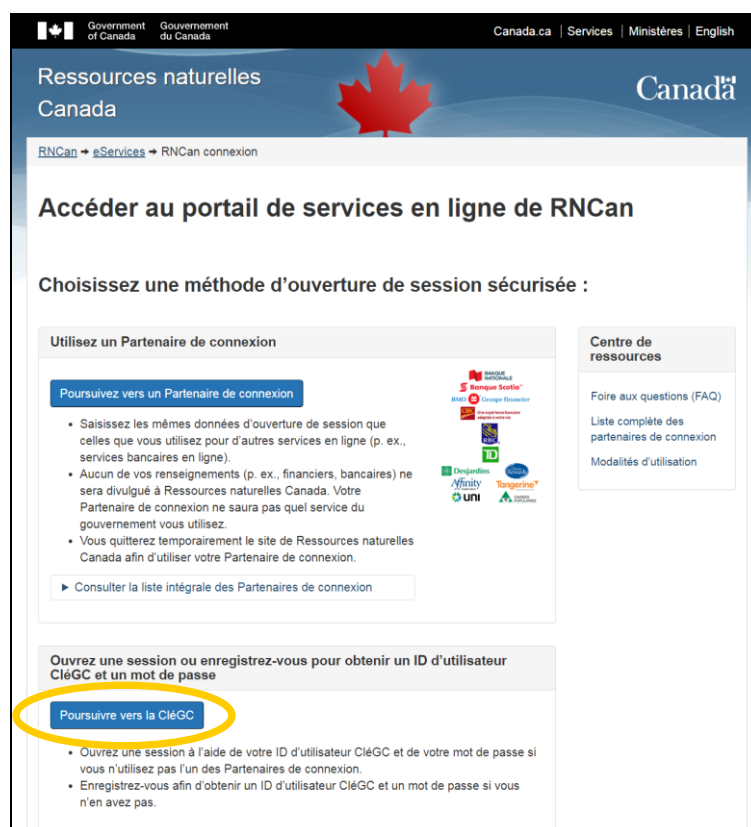 Government Gouvernement
of Canada du Canada
Canada.ca | Services | Ministères | English
Ressources naturelles
Canada
Canada
RNCan → eServices → RNCan connexion
Accéder au portail de services en ligne de RNCan
Choisissez une méthode d'ouverture de session sécurisée :
Utilisez un Partenaire de connexion
Poursuivez vers un Partenaire de connexion
• Saisissez les mêmes données d'ouverture de session que
celles que vous utilisez pour d'autres services en ligne (p. ex.,
services bancaires en ligne).
• Aucun de vos renseignements (p. ex., financiers, bancaires) ne
sera divulgué à Ressources naturelles Canada. Votre
Partenaire de connexion ne saura pas quel service du
gouvernement vous utilisez.
• Vous quitterez temporairement le site de Ressources naturelles
Canada afin d'utiliser votre Partenaire de connexion.
► Consulter la liste intégrale des Partenaires de connexion
BANQUE
NATIONALE
Banque Scotia
BMO Groupe financier
CIBC
RBC
TD
Desjardins
Affinity Tangerine
uni
Centre de
ressources
Foire aux questions (FAQ)
Liste complète des
partenaires de connexion
Modalités d'utilisation
Ouvrez une session ou enregistrez-vous pour obtenir un ID d'utilisateur
CléGC et un mot de passe
Poursuivre vers la CléGC
• Ouvrez une session à l'aide de votre ID d'utilisateur CléGC et de votre mot de passe si
vous n'utilisez pas l'un des Partenaires de connexion.
• Enregistrez-vous afin d'obtenir un ID d'utilisateur CléGC et un mot de passe si vous
n'en avez pas.